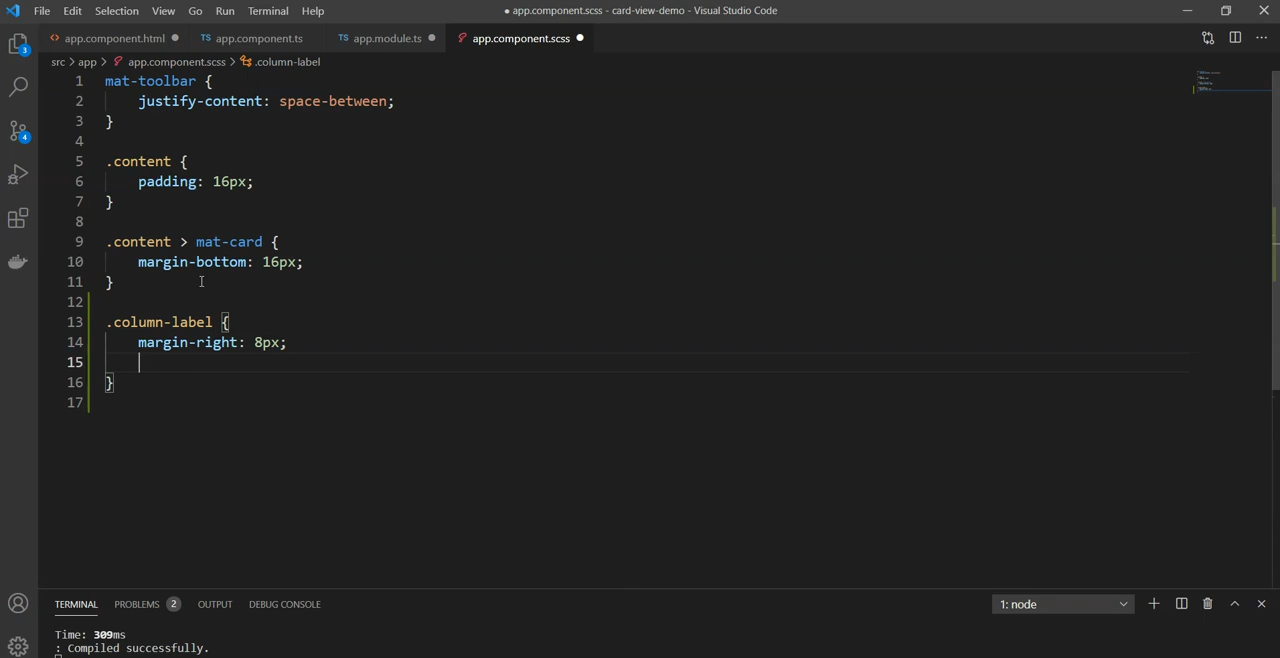 File Edit Selection View Go Run Terminal Help
● app.component.scss - card-view-demo - Visual Studio Code
<> app.component.html ●
TS app.component.ts
TS app.module.ts ●
app.component.scss ●
3
4
src > app > app.component.scss > .column-label
1 mat-toolbar {
2 justify-content: space-between;
3 }
4
5 .content {
6 padding: 16px;
7 }
8
9 .content > mat-card {
10 margin-bottom: 16px;
11 }
12
13 .column-label {
14 margin-right: 8px;
15
16 }
17
TERMINAL PROBLEMS 2 OUTPUT DEBUG CONSOLE
1: node
Time: 309ms
: Compiled successfully.